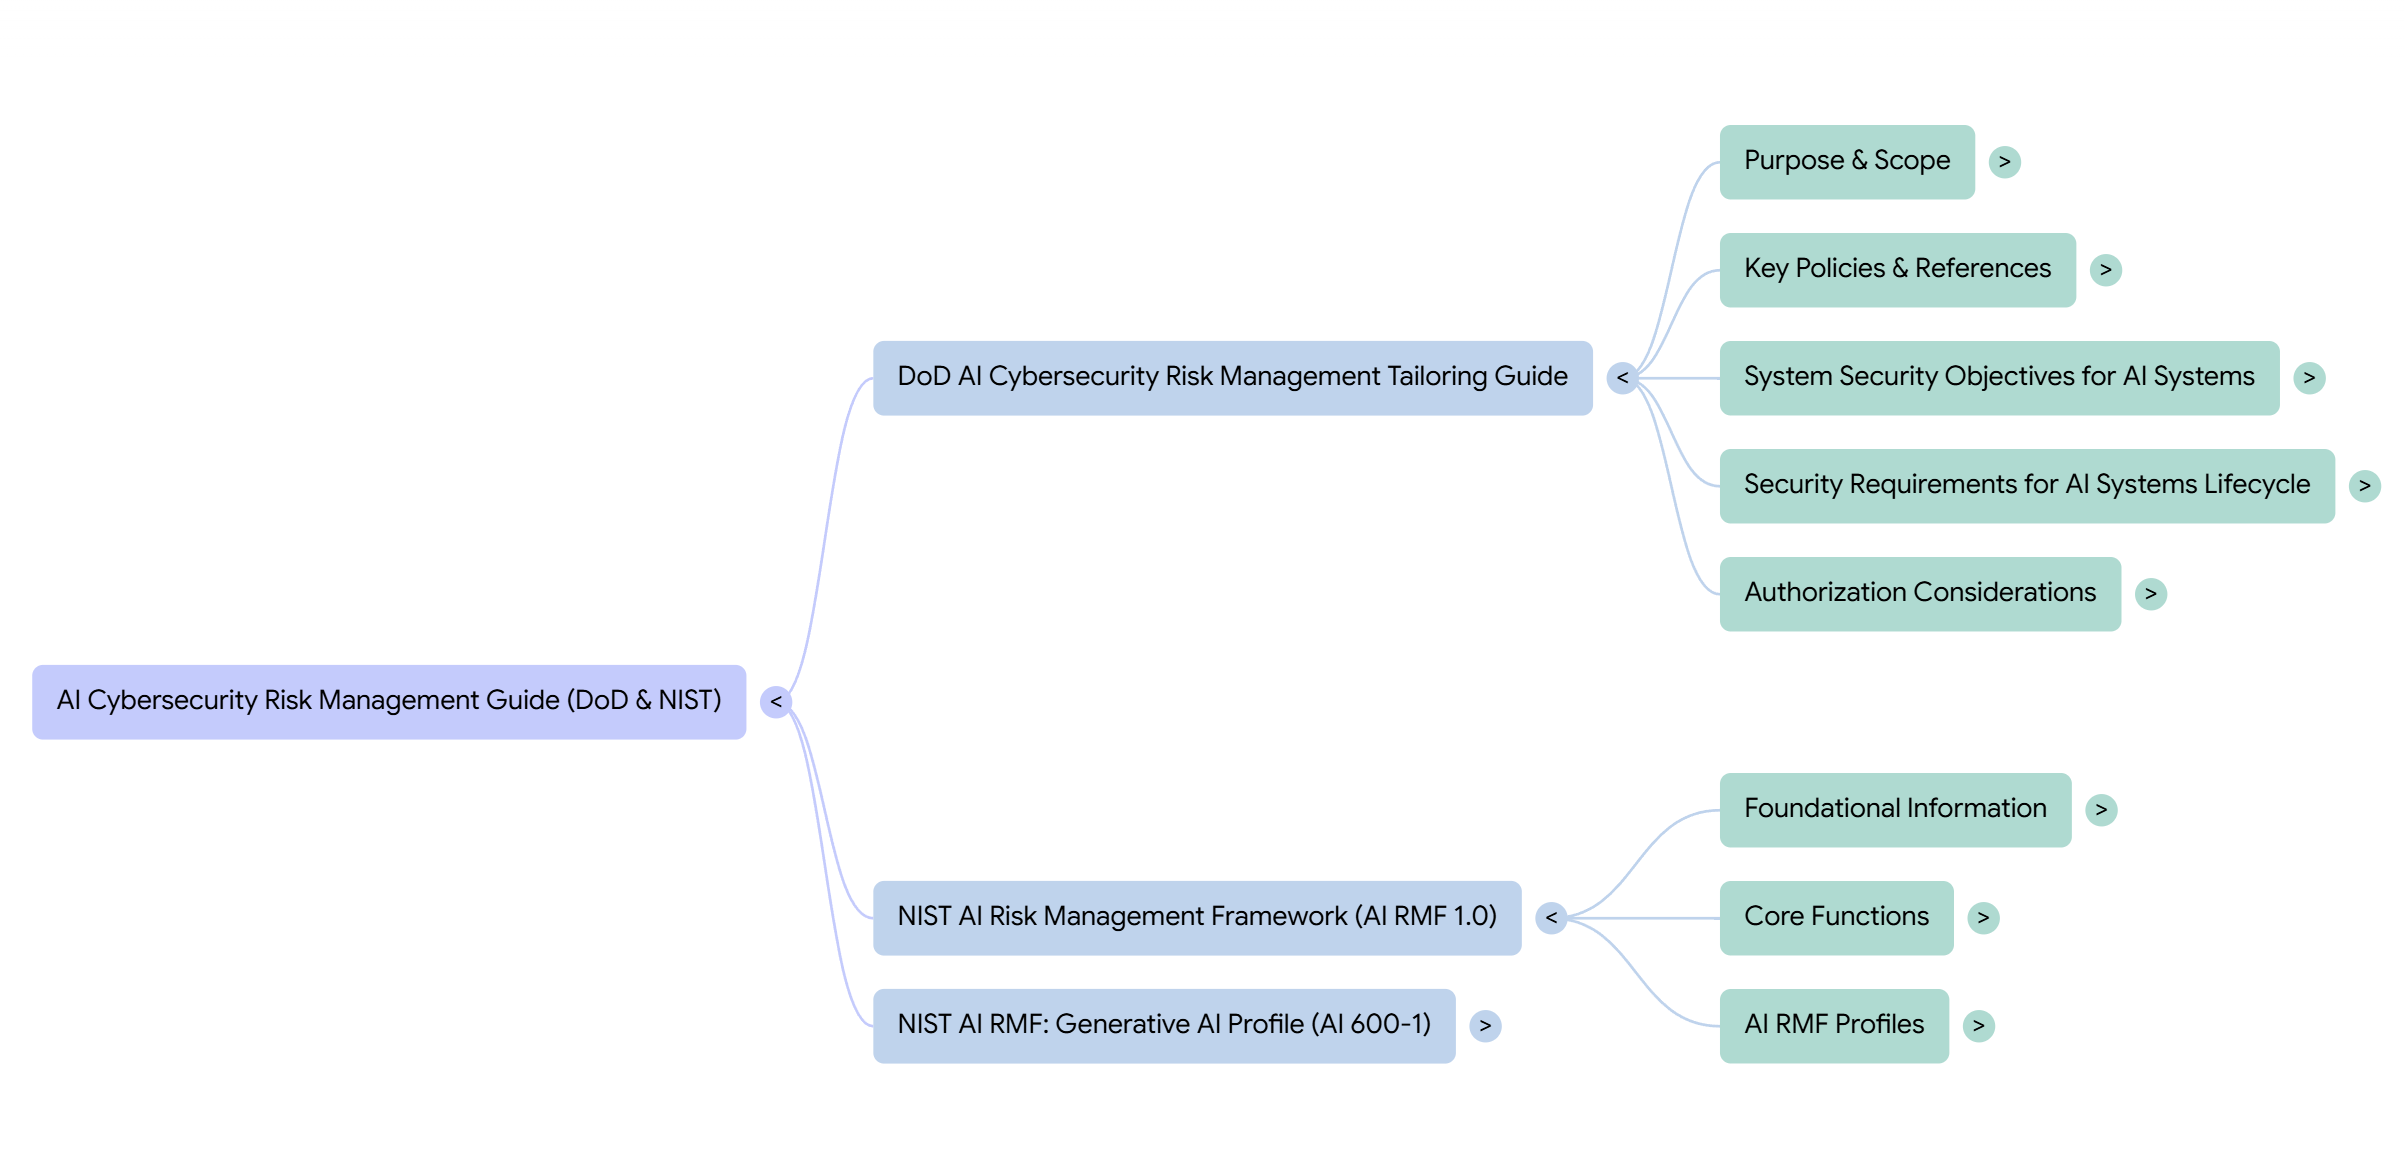 AI Cybersecurity Risk Management Guide (DoD & NIST)
<
DoD AI Cybersecurity Risk Management Tailoring Guide
<
Purpose & Scope
>
Key Policies & References
>
System Security Objectives for AI Systems
>
Security Requirements for AI Systems Lifecycle
>
Authorization Considerations
>
NIST AI Risk Management Framework (AI RMF 1.0)
<
Foundational Information
>
Core Functions
>
AI RMF Profiles
>
NIST AI RMF: Generative AI Profile (AI 600-1)
>